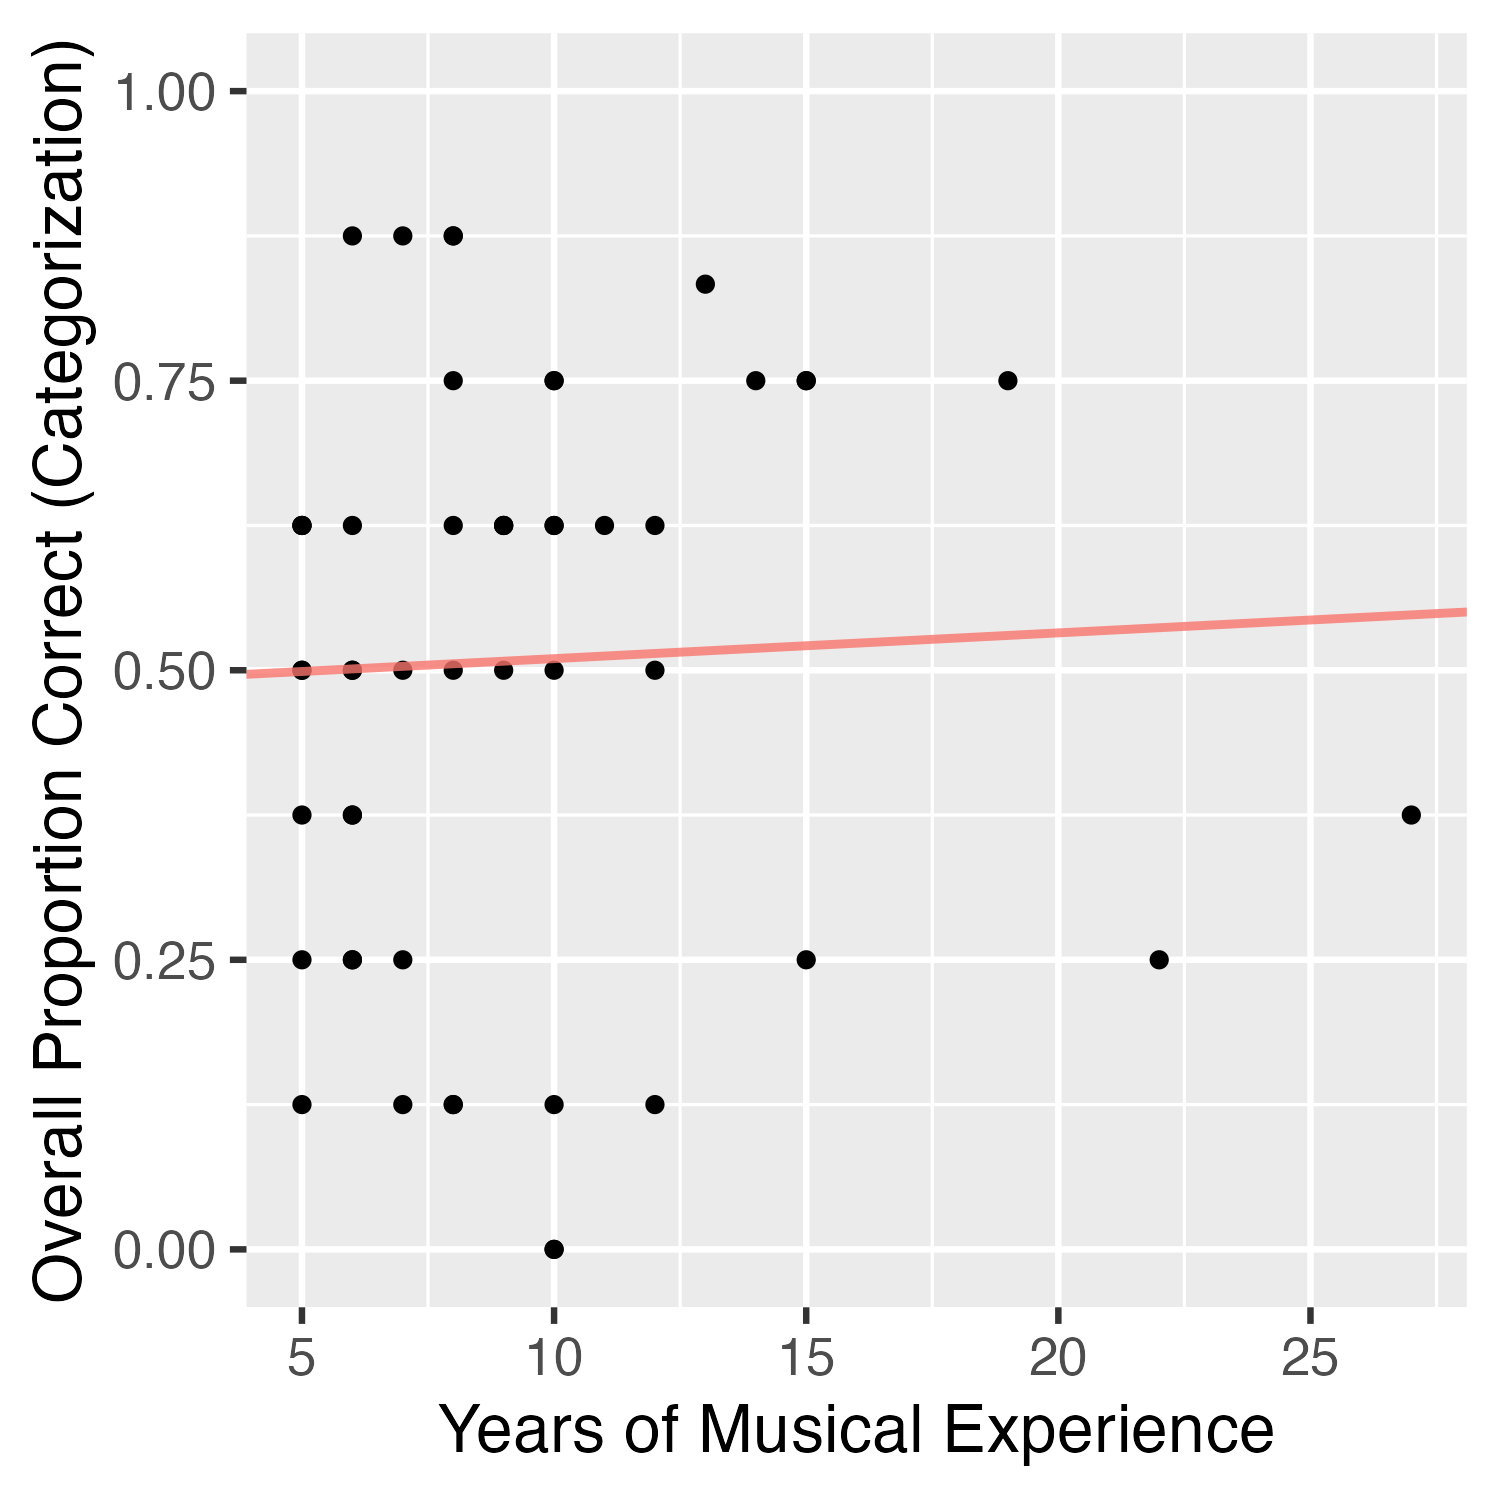 Overall Proportion Correct (Categorization)
1.00
0.75
0.50
0.25
0.00
5 10 15 20 25
Years of Musical Experience